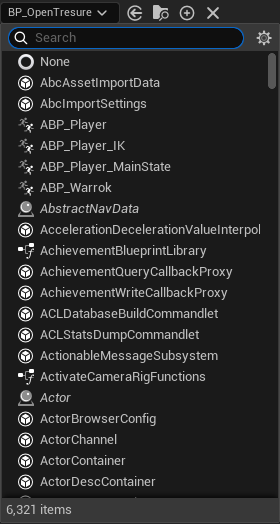 BP_OpenTresure
Search
None
AbcAssetImportData
AbcImportSettings
ABP_Player
ABP_Player_IK
ABP_Player_MainState
ABP_Warrok
AbstractNavData
AccelerationDecelerationValueInterpol
AchievementBlueprintLibrary
AchievementQueryCallbackProxy
AchievementWriteCallbackProxy
ACLDatabaseBuildCommandlet
ACLStatsDumpCommandlet
ActionableMessageSubsystem
ActivateCameraRigFunctions
Actor
ActorBrowserConfig
ActorChannel
ActorContainer
ActorDescContainer
6,321 items